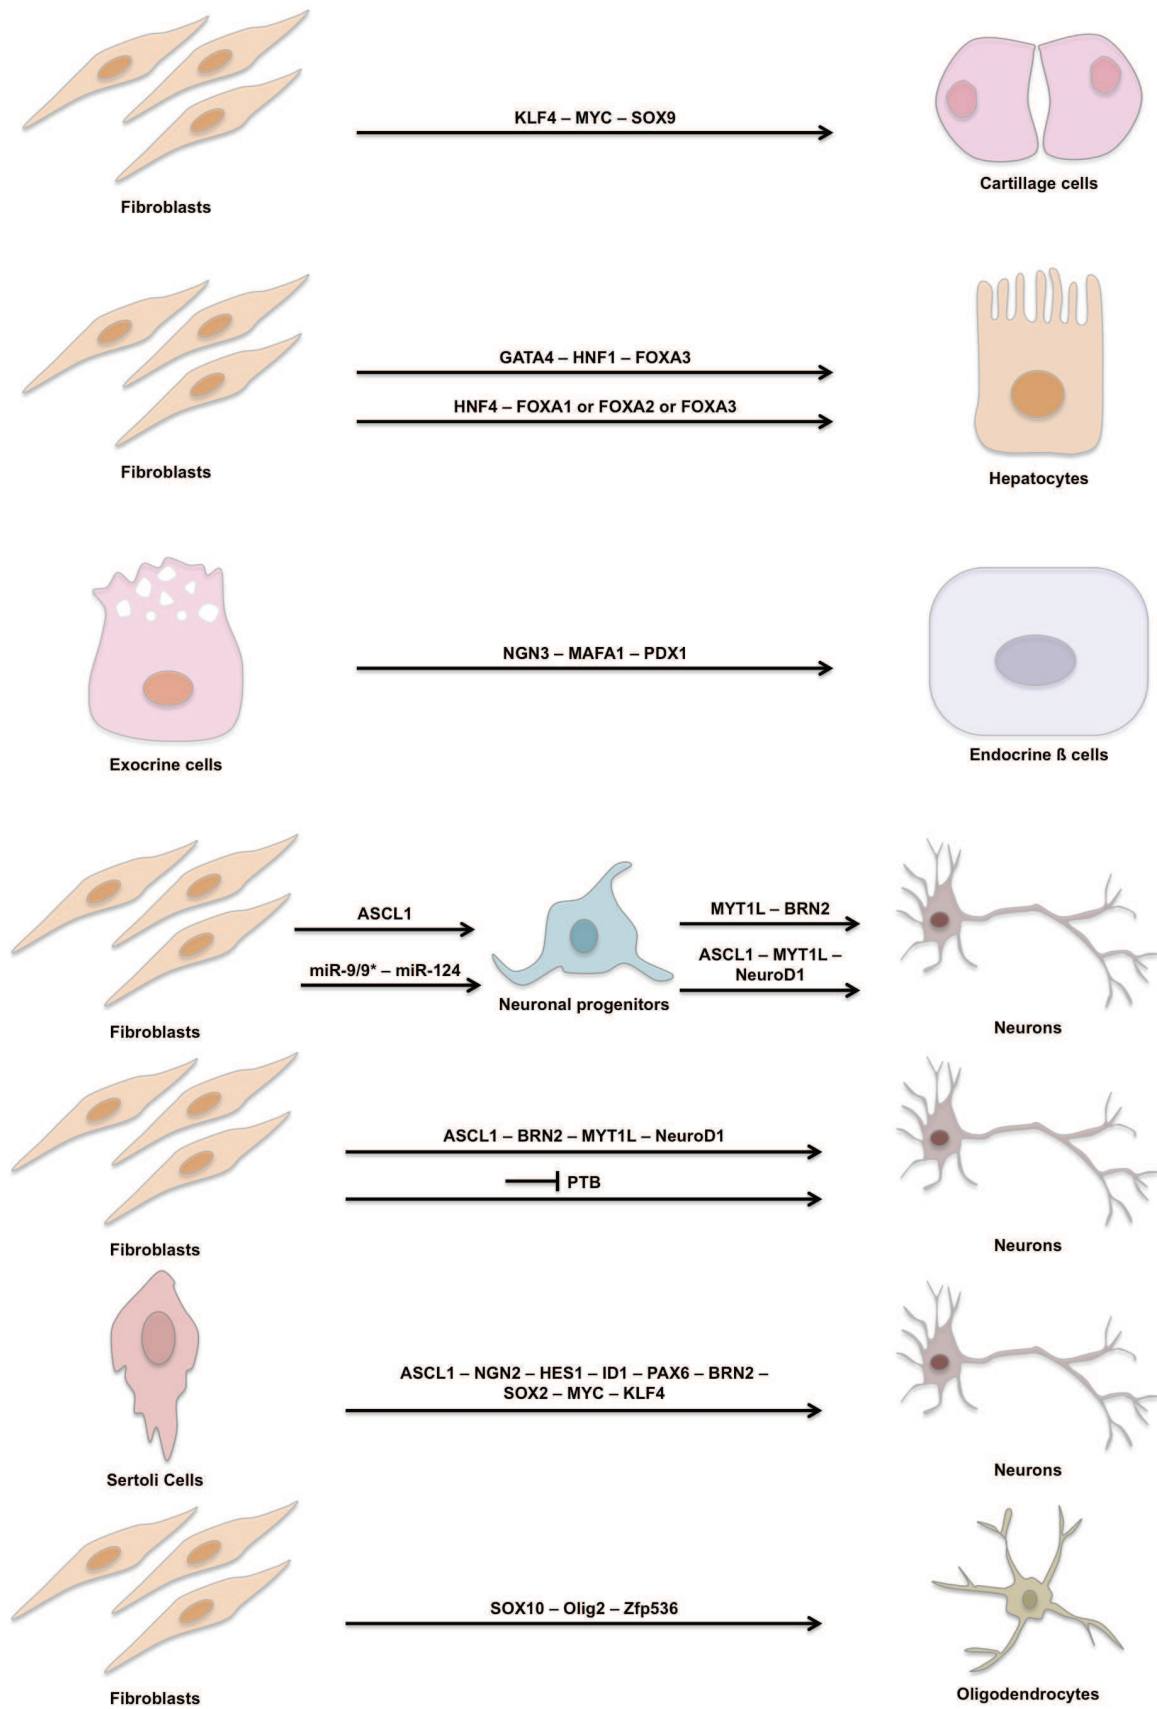 KLF4 – MYC – SOX9
Cartillage cells
Fibroblasts
GATA4 – HNF1 – FOXA3
HNF4 – FOXA1 or FOXA2 or FOXA3
Fibroblasts
Hepatocytes
NGN3 – MAFA1 – PDX1
Exocrine cells
Endocrine ß cells
ASCL1
miR-9/9* – miR-124
Neuronal progenitors
MYT1L – BRN2
ASCL1 – MYT1L –
NeuroD1
Fibroblasts
Neurons
ASCL1 – BRN2 – MYT1L – NeuroD1
PTB
Fibroblasts
Neurons
ASCL1 – NGN2 – HES1 – ID1 – PAX6 – BRN2 –
SOX2 – MYC – KLF4
Sertoli Cells
Neurons
SOX10 – Olig2 – Zfp536
Fibroblasts
Oligodendrocytes